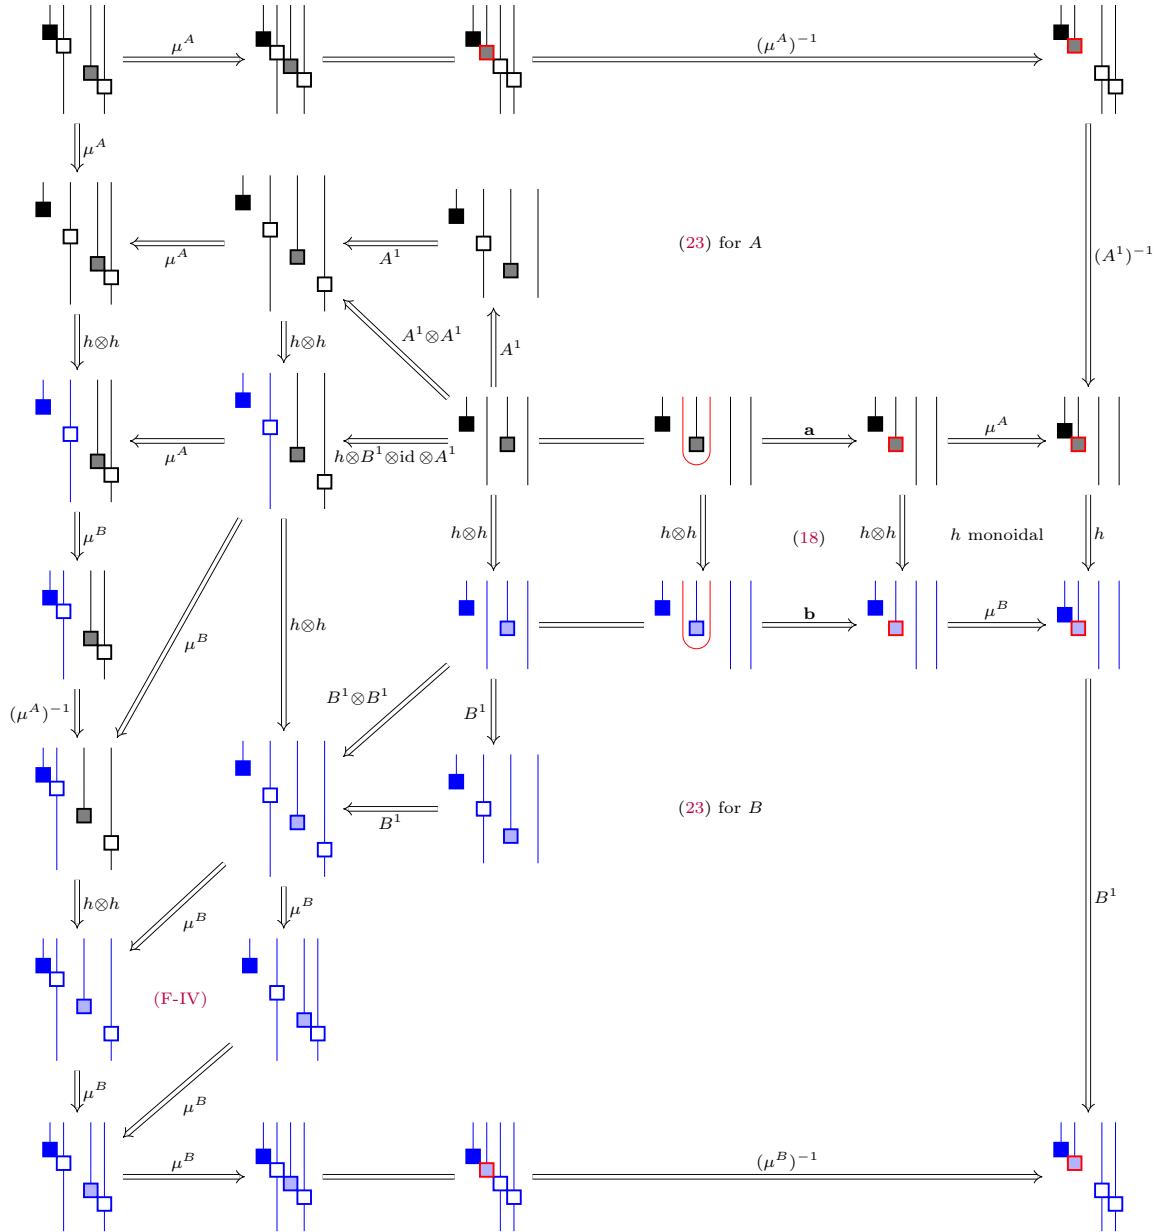 μ^A
(μ^A)^{-1}
μ^A
μ^A
A^1
(23) for A
(A^1)^{-1}
h⊗h
h⊗h
A^1⊗A^1
A^1
μ^A
h⊗B^1⊗id⊗A^1
a
μ^A
μ^B
h⊗h
h⊗h
(18)
h⊗h
h monoidal
h
h⊗h
μ^B
b
μ^B
(μ^A)^{-1}
B^1⊗B^1
B^1
B^1
(23) for B
h⊗h
μ^B
μ^B
B^1
(F-IV)
μ^B
μ^B
μ^B
(μ^B)^{-1}